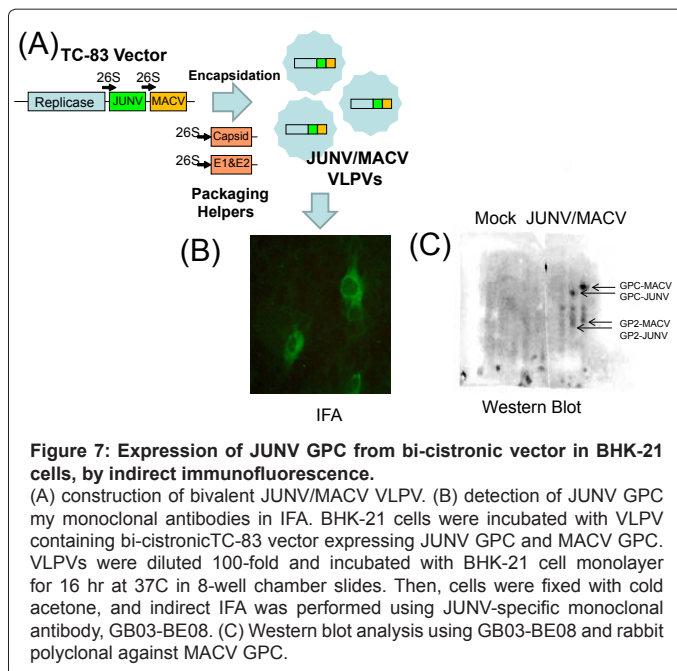 (A)
TC-83 Vector
26S 26S
Replicase JUNV MACV
Encapsidation
26S Capsid
26S E1&E2
Packaging
Helpers
JUNV/MACV
VLPVs
(B)
IFA
(C)
Mock JUNV/MACV
GPC-MACV
GPC-JUNV
GP2-MACV
GP2-JUNV
Western Blot
Figure 7: Expression of JUNV GPC from bi-cistronic vector in BHK-21
cells, by indirect immunofluorescence.
(A) construction of bivalent JUNV/MACV VLPV. (B) detection of JUNV GPC
my monoclonal antibodies in IFA. BHK-21 cells were incubated with VLPV
containing bi-cistronicTC-83 vector expressing JUNV GPC and MACV GPC.
VLPVs were diluted 100-fold and incubated with BHK-21 cell monolayer
for 16 hr at 37C in 8-well chamber slides. Then, cells were fixed with cold
acetone, and indirect IFA was performed using JUNV-specific monoclonal
antibody, GB03-BE08. (C) Western blot analysis using GB03-BE08 and rabbit
polyclonal against MACV GPC.